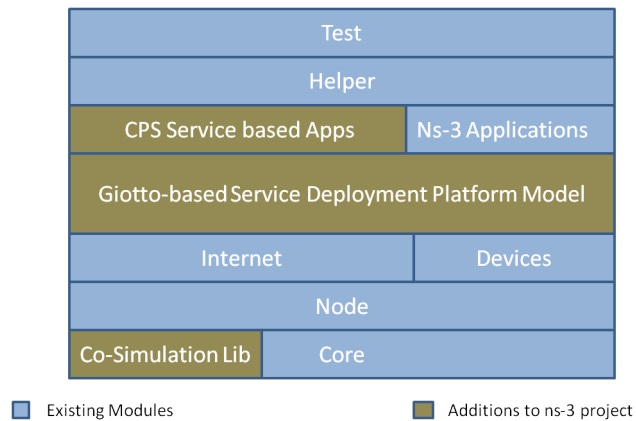 Test
Helper
CPS Service based Apps
Ns-3 Applications
Giotto-based Service Deployment Platform Model
Internet
Devices
Node
Co-Simulation Lib
Core
Existing Modules
Additions to ns-3 project